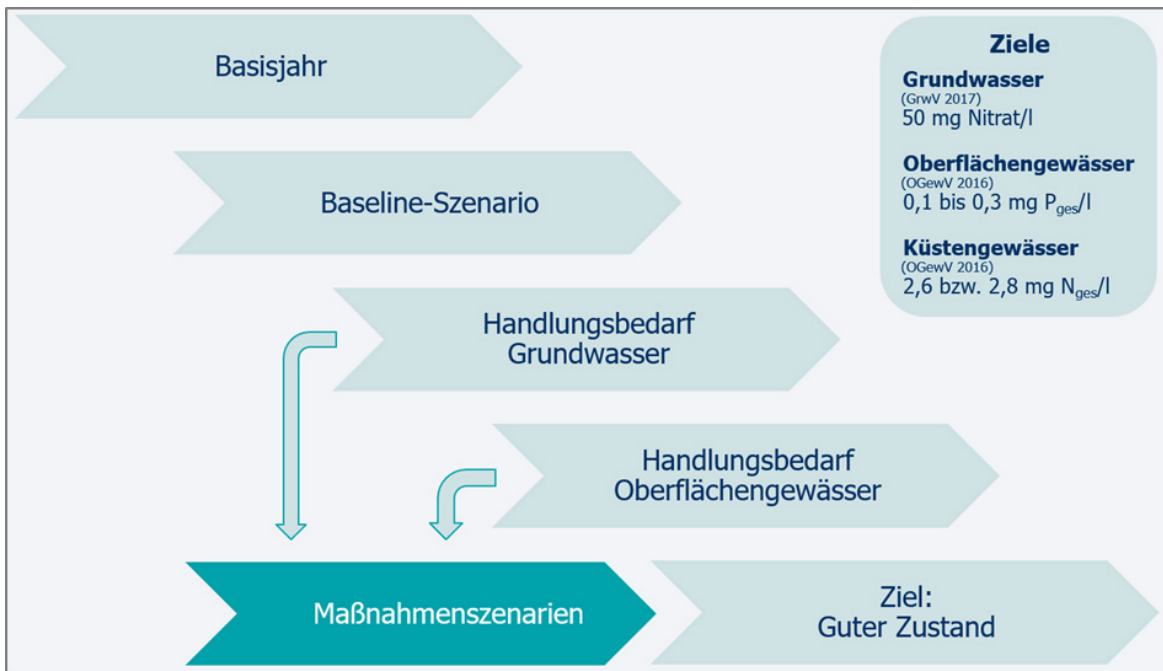 Basisjahr
Baseline-Szenario
Handlungsbedarf
Grundwasser
Handlungsbedarf
Oberflächengewässer
Maßnahmenszenarien
Ziel:
Guter Zustand
Ziele
Grundwasser
(GrwV 2017)
50 mg Nitrat/l
Oberflächengewässer
(OGewV 2016)
0,1 bis 0,3 mg Pges/l
Küstengewässer
(OGewV 2016)
2,6 bzw. 2,8 mg Nges/l